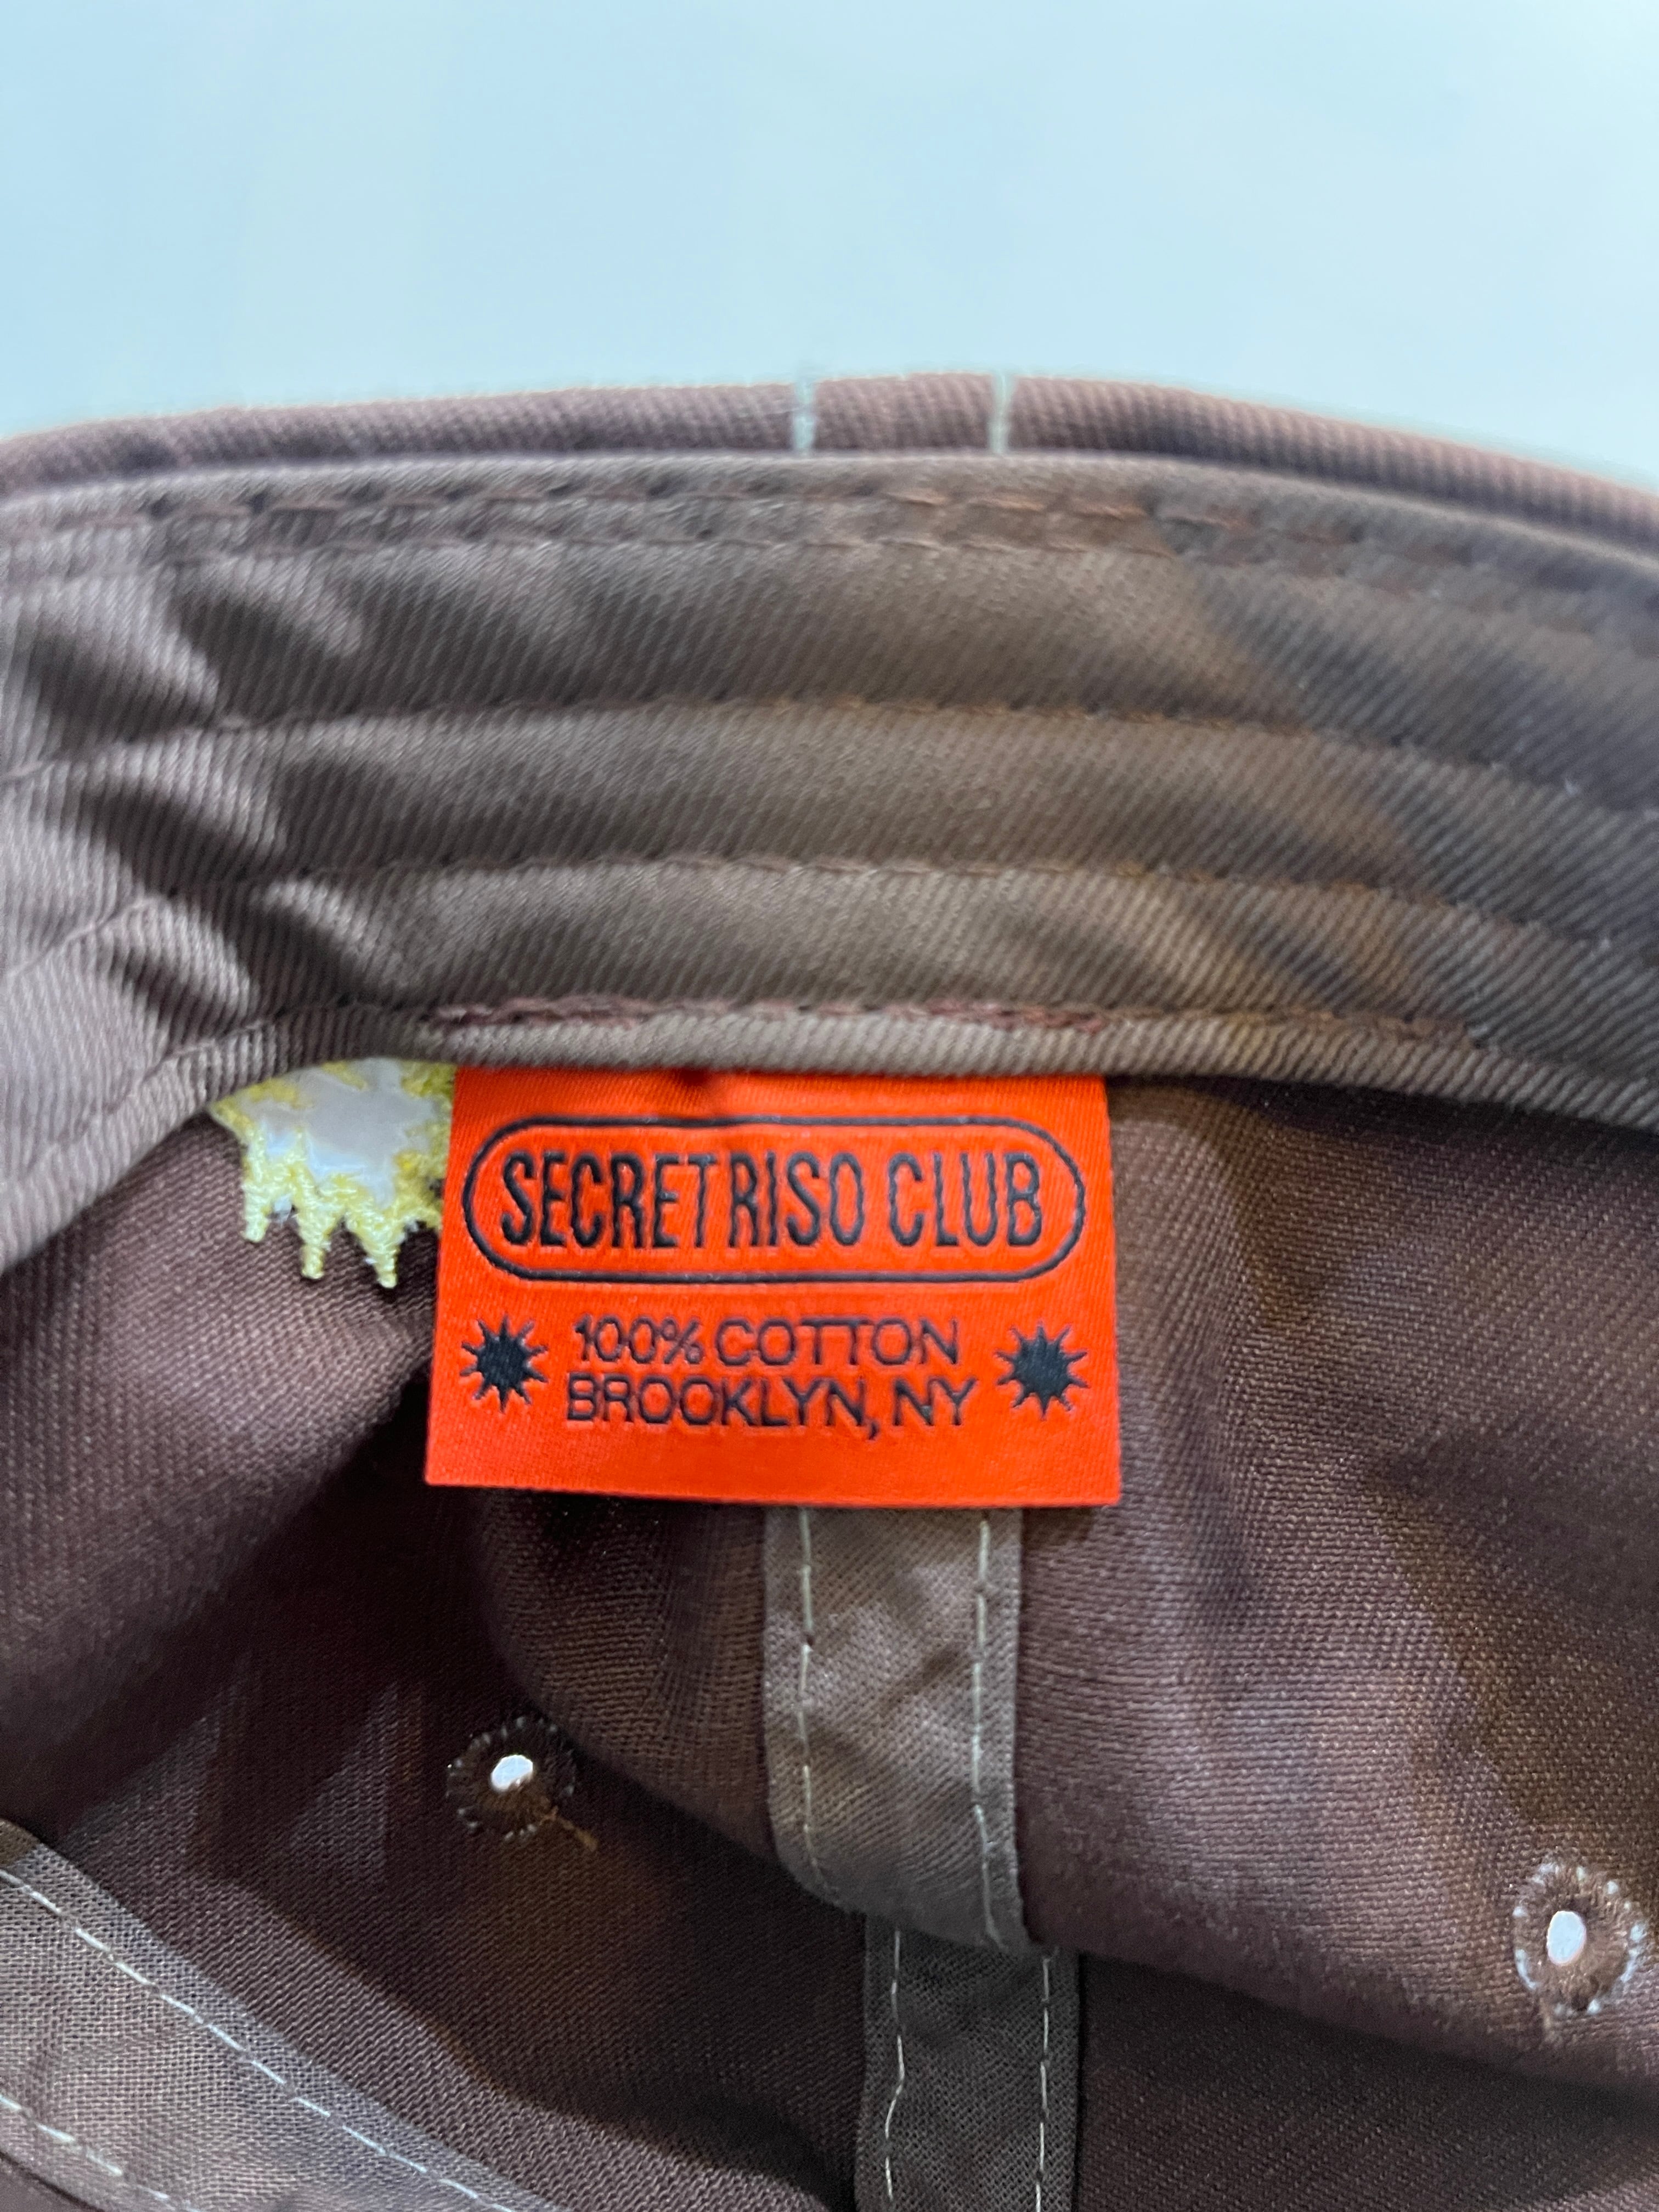 SECRET RISO CLUB
100% COTTON
BROOKLYN, NY